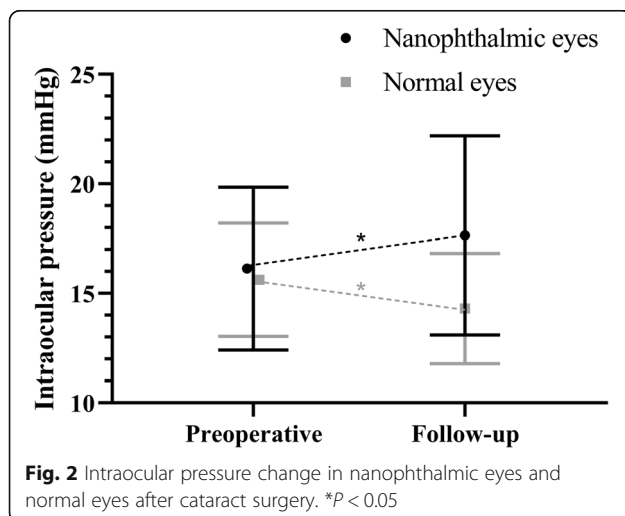 Nanophthalmic eyes
Normal eyes
Intraocular pressure (mmHg)
25
20
15
10
*
*
Preoperative
Follow-up
Fig. 2 Intraocular pressure change in nanophthalmic eyes and
normal eyes after cataract surgery. *P < 0.05